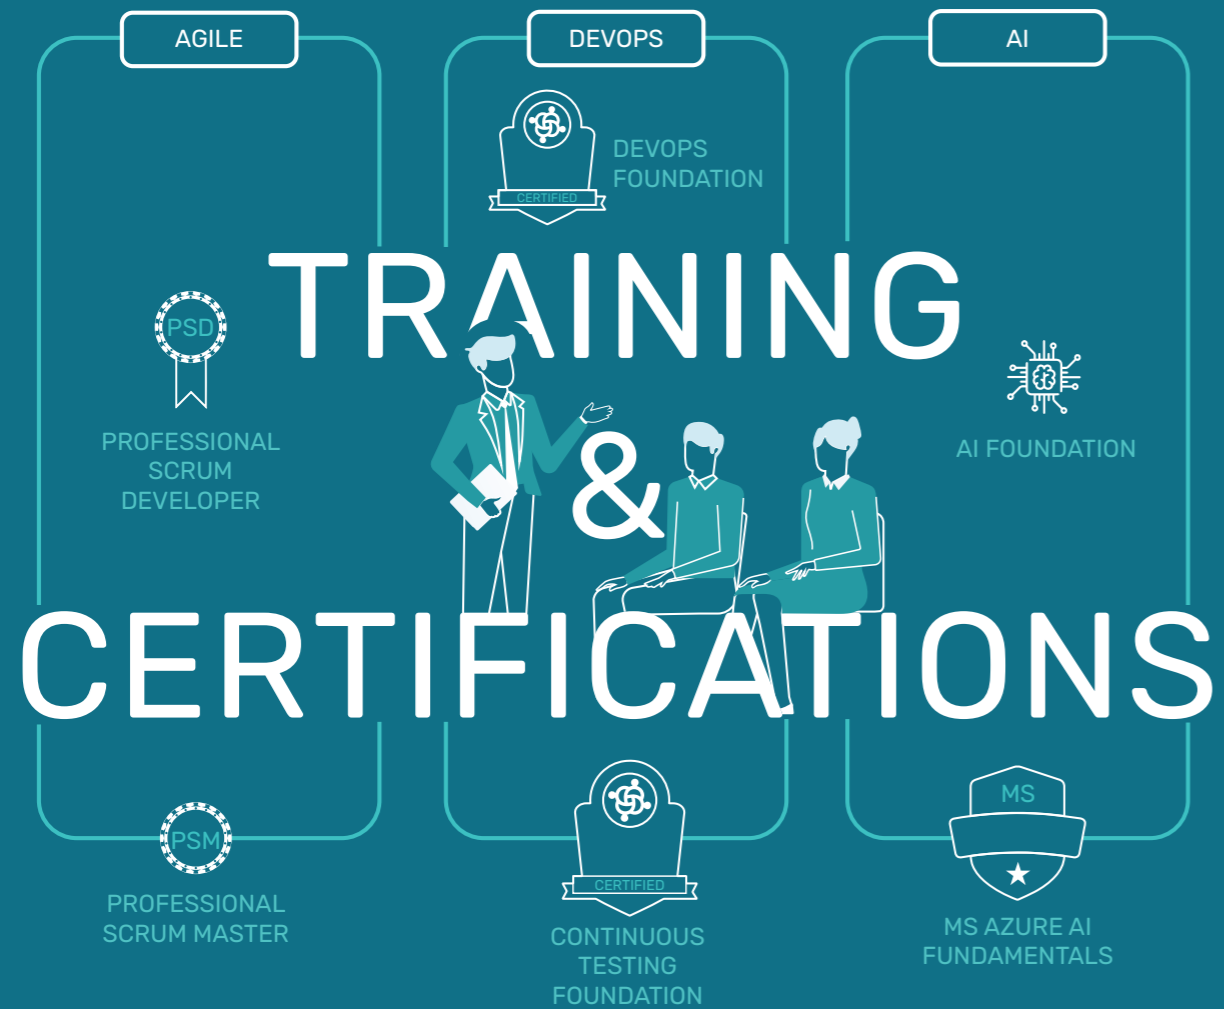 AGILE
DEVOPS
AI
CERTIFIED
DEVOPS
FOUNDATION
TRAINING
PSD
PROFESSIONAL
SCRUM
DEVELOPER
&
AI FOUNDATION
CERTIFICATIONS
PSM
PROFESSIONAL
SCRUM MASTER
CERTIFIED
CONTINUOUS
TESTING
FOUNDATION
MS
MS AZURE AI
FUNDAMENTALS